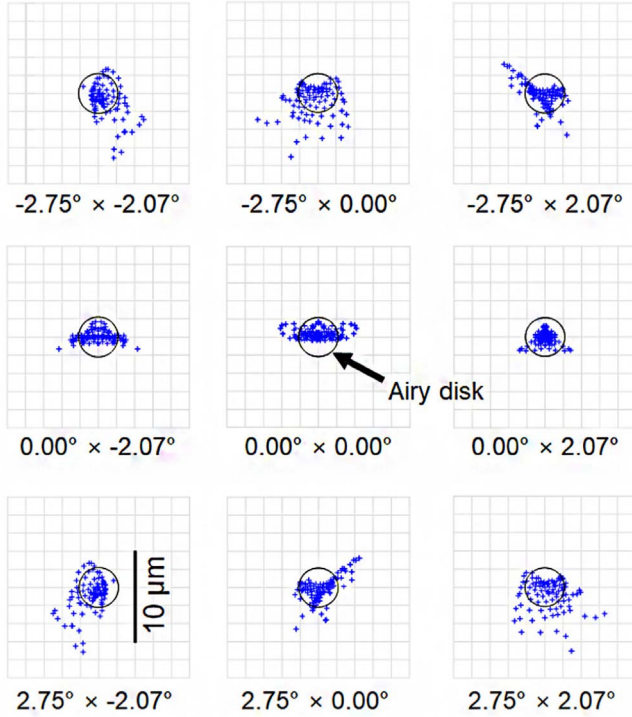 -2.75° × -2.07°
-2.75° × 0.00°
-2.75° × 2.07°
Airy disk
0.00° × -2.07°
0.00° × 0.00°
0.00° × 2.07°
10 μm
2.75° × -2.07°
2.75° × 0.00°
2.75° × 2.07°